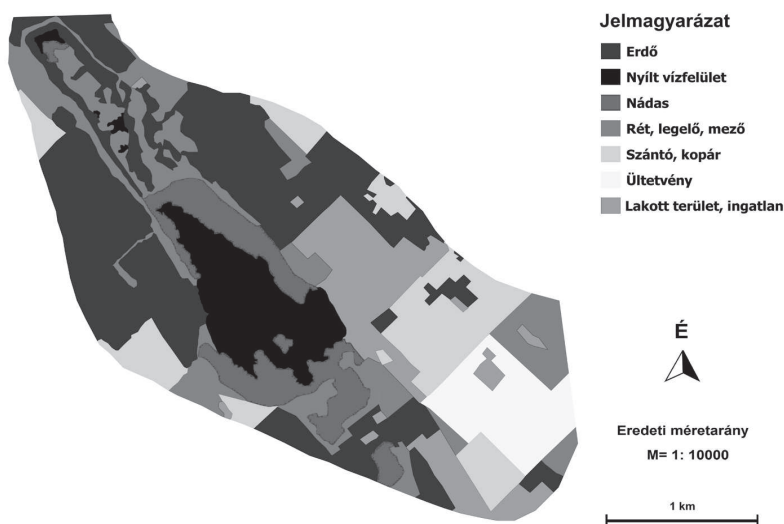 Jelmagyarázat
Erdő
Nyílt vízfelület
Nádas
Rét, legelő, mező
Szántó, kopár
Ültetvény
Lakott terület, ingatlan
É
Eredeti méretarány
M= 1: 10000
1 km